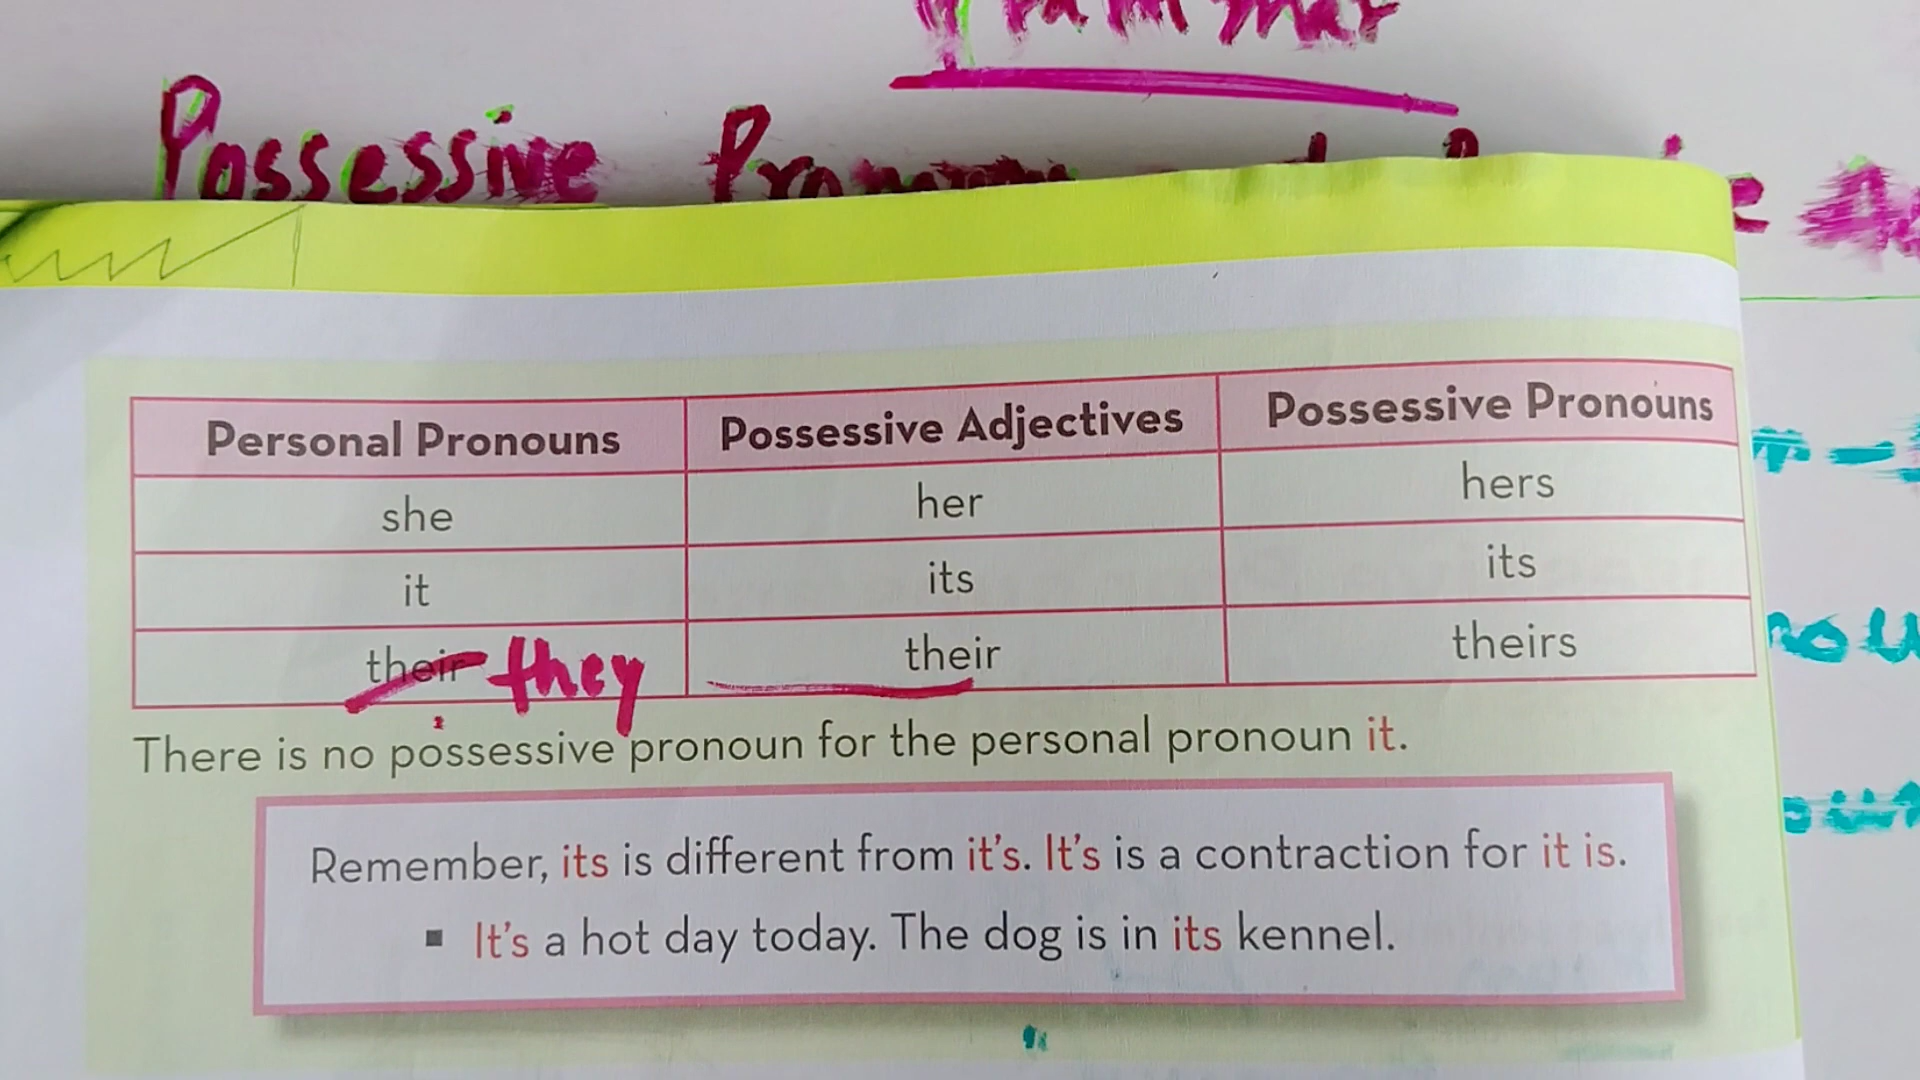 Grammar
Possessive
Personal Pronouns Possessive Adjectives Possessive Pronouns
she her hers
it its its
their they their theirs
There is no possessive pronoun for the personal pronoun it.
Remember, its is different from it's. It's is a contraction for it is.
▪ It's a hot day today. The dog is in its kennel.